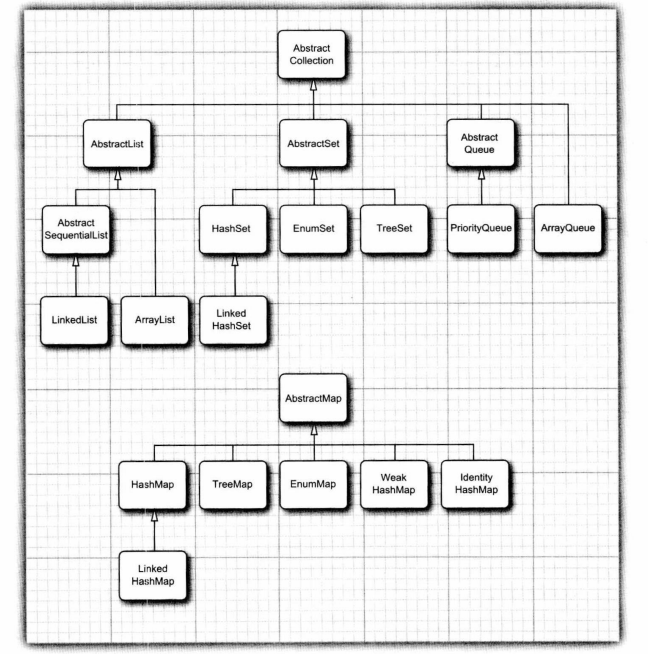 Abstract
Collection
AbstractList
AbstractSet
Abstract
Queue
Abstract
SequentialList
HashSet
EnumSet
TreeSet
PriorityQueue
ArrayQueue
LinkedList
ArrayList
Linked
HashSet
AbstractMap
HashMap
TreeMap
EnumMap
Weak
HashMap
Identity
HashMap
Linked
HashMap